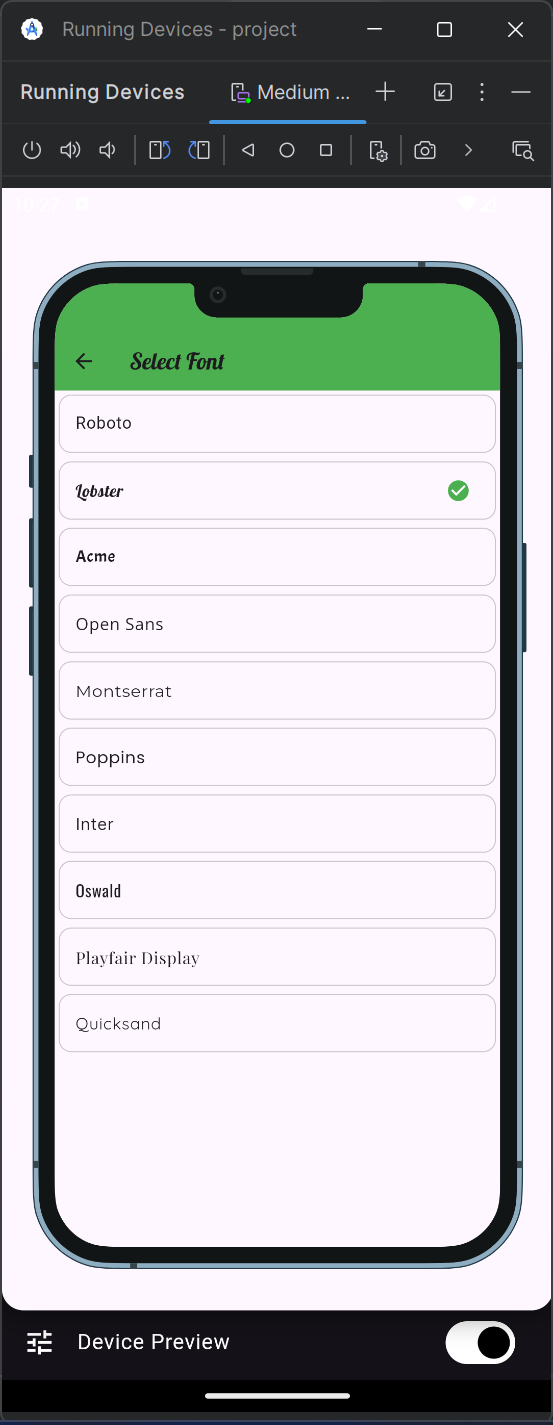 Running Devices - project
Running Devices
Medium ...
10:27
Select Font
Roboto
Lobster
Acme
Open Sans
Montserrat
Poppins
Inter
Oswald
Playfair Display
Quicksand
Device Preview